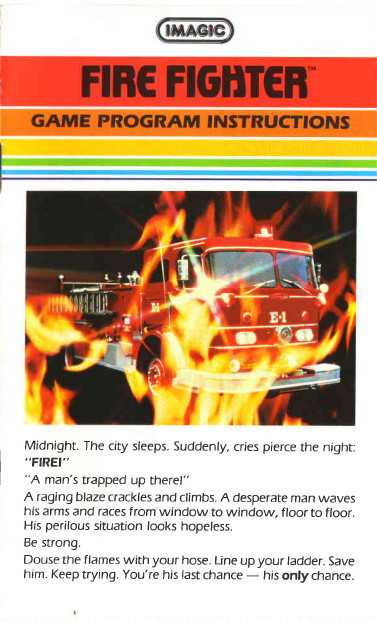 IMAGIC
FIRE FIGHTER™
GAME PROGRAM INSTRUCTIONS
E-1
E-1
Midnight. The city sleeps. Suddenly, cries pierce the night:
"FIRE!"
"A man's trapped up there!"
A raging blaze crackles and climbs. A desperate man waves
his arms and races from window to window, floor to floor.
His perilous situation looks hopeless.
Be strong.
Douse the flames with your hose. Line up your ladder. Save
him. Keep trying. You're his last chance — his only chance.